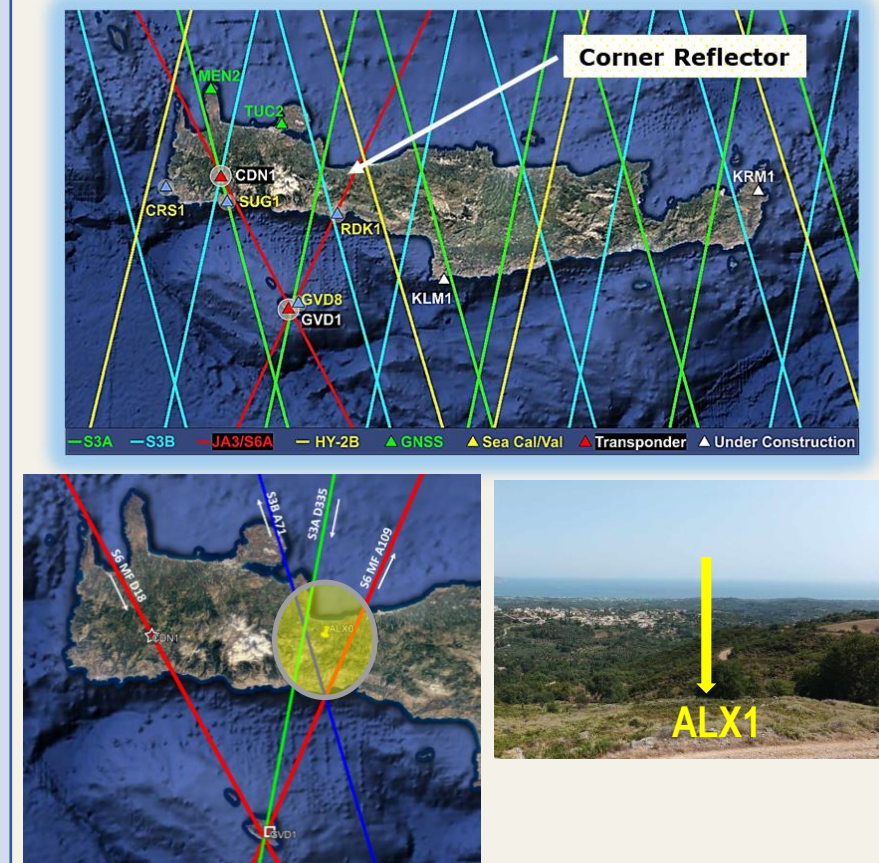 Corner Reflector
MEN2
TUC2
CDN1
KRM1
CRS1
SUG1
RDK1
KLM1
GVD8
GVD1
S3A S3B JA3/S6A HY-2B GNSS Sea Cal/Val Transponder Under Construction
S3B A71
S3A D335
S6 MF A109
S6 MF D18
CDN1
GVD1
ALX1